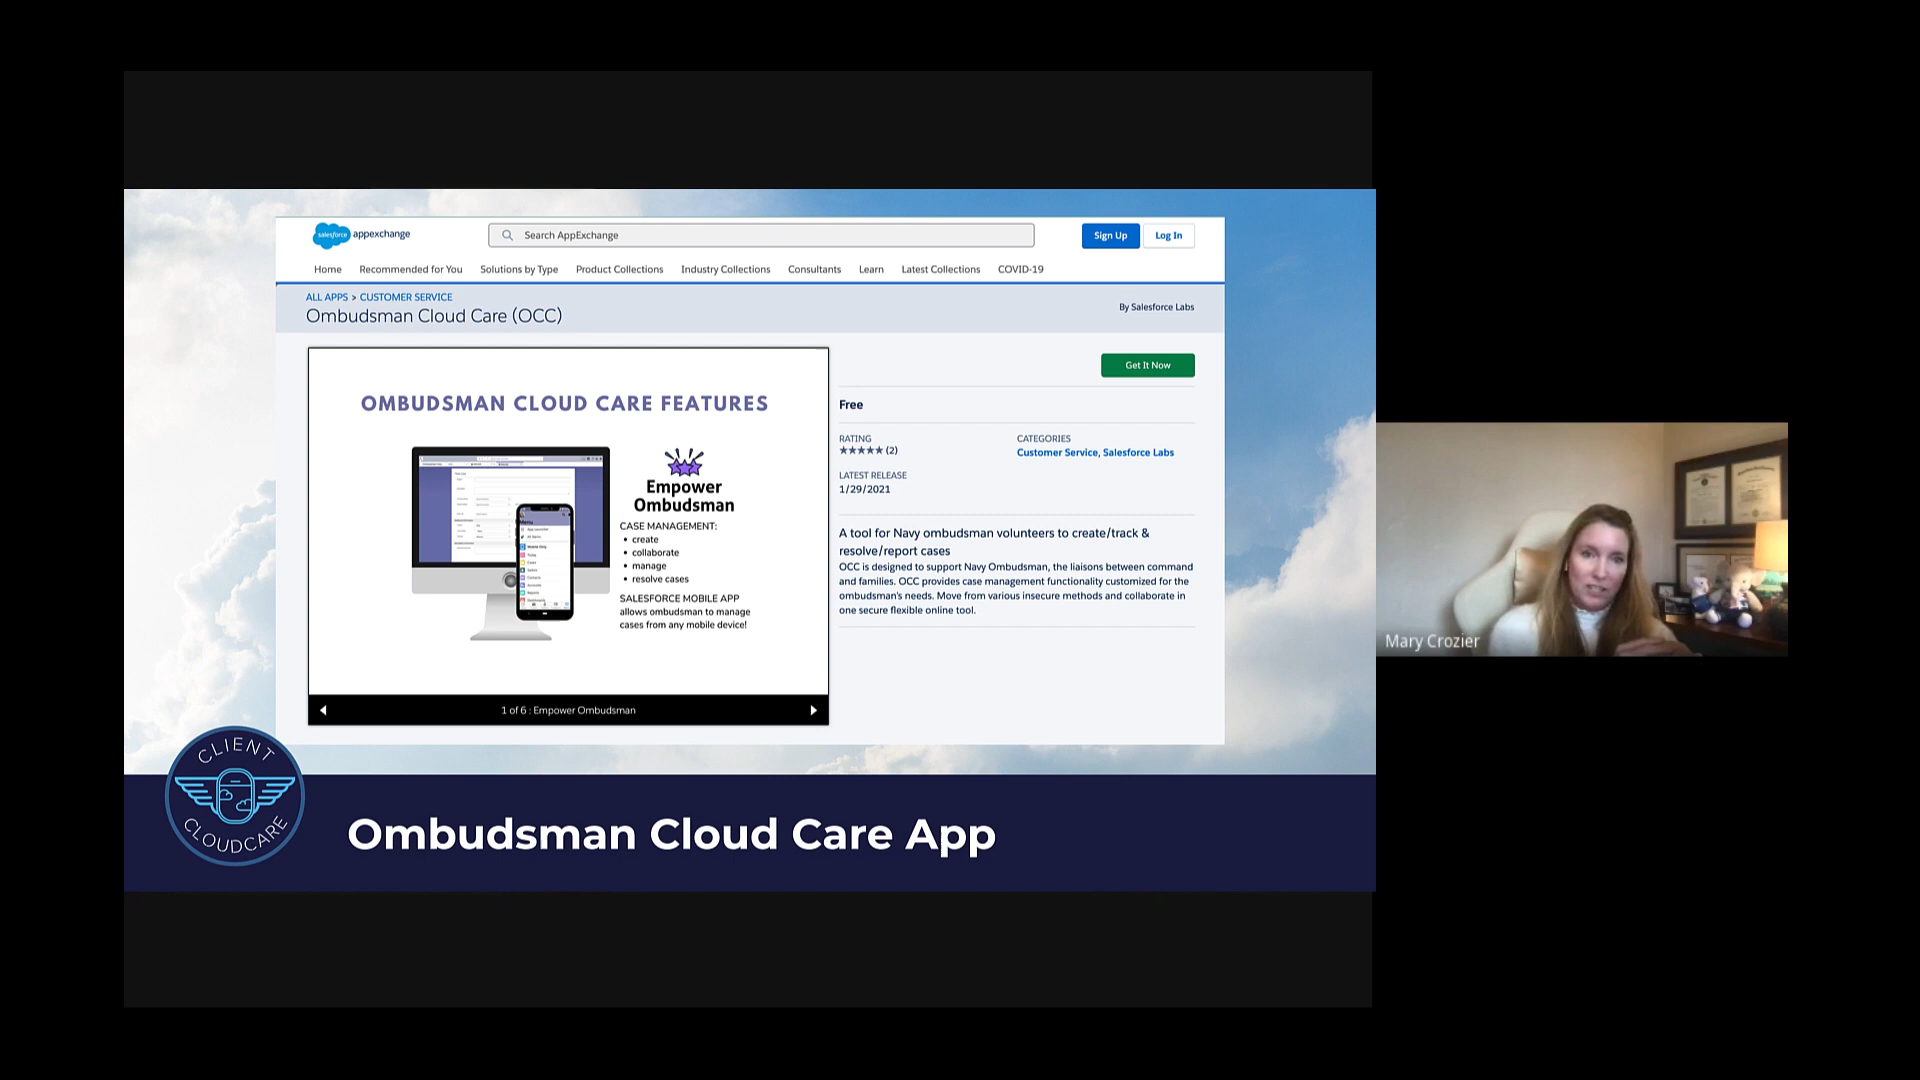 salesforce appexchange
Search AppExchange
Sign Up
Log In
Home Recommended for You Solutions by Type Product Collections Industry Collections Consultants Learn Latest Collections COVID-19
ALL APPS > CUSTOMER SERVICE
Ombudsman Cloud Care (OCC)
By Salesforce Labs
OMBUDSMAN CLOUD CARE FEATURES
Empower
Ombudsman
CASE MANAGEMENT:
• create
• collaborate
• manage
• resolve cases
SALESFORCE MOBILE APP
allows ombudsman to manage
cases from any mobile device!
Menu
1 of 6 : Empower Ombudsman
Get It Now
Free
RATING
★★★★★ (2)
CATEGORIES
Customer Service, Salesforce Labs
LATEST RELEASE
1/29/2021
A tool for Navy ombudsman volunteers to create/track &
resolve/report cases
OCC is designed to support Navy Ombudsman, the liaisons between command
and families. OCC provides case management functionality customized for the
ombudsman's needs. Move from various insecure methods and collaborate in
one secure flexible online tool.
CLIENT
CLOUDCARE
Ombudsman Cloud Care App
Mary Crozier